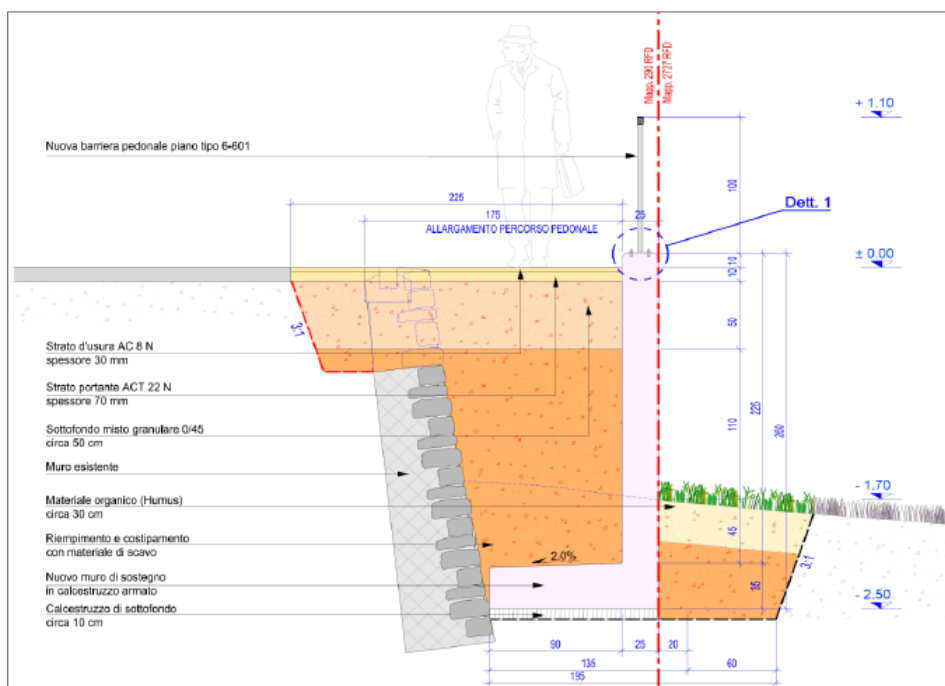 Mapp. 290 RFD
Mapp. 2727 RFD
+ 1.10
Nuova barriera pedonale piano tipo 6-601
100
225
175
25
Dett. 1
ALLARGAMENTO PERCORSO PEDONALE
± 0.00
10 10
3:1
50
Strato d'usura AC 8 N
spessore 30 mm
Strato portante ACT 22 N
spessore 70 mm
110
225
260
Sottofondo misto granulare 0/45
circa 50 cm
Muro esistente
- 1.70
Materiale organico (Humus)
circa 30 cm
45
Riempimento e costipamento
con materiale di scavo
2.0%
3:1
Nuovo muro di sostegno
in calcestruzzo armato
35
- 2.50
Calcestruzzo di sottofondo
circa 10 cm
90
25
20
135
60
195